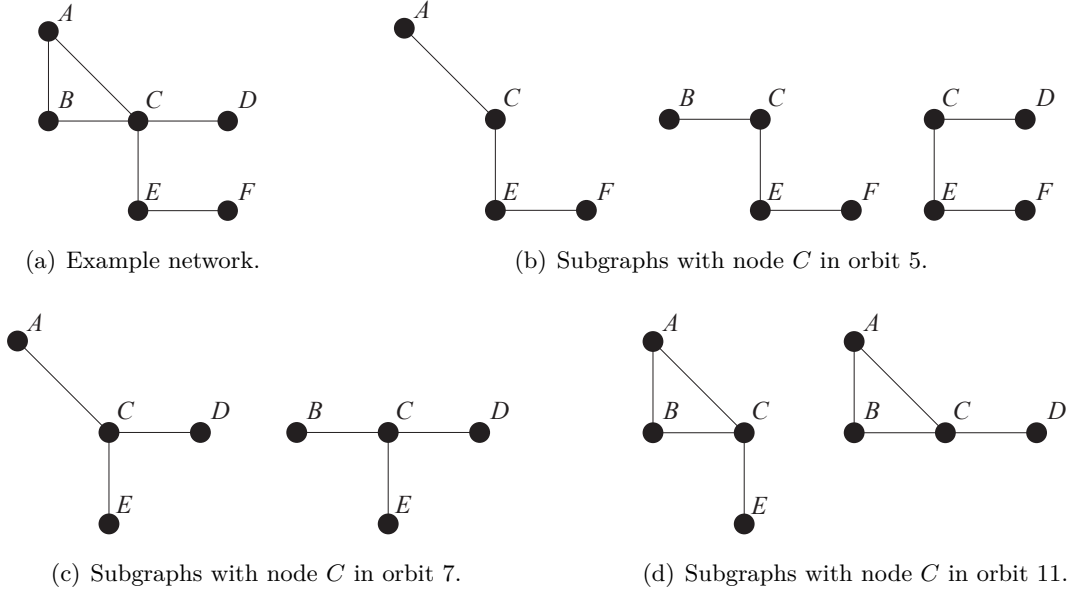 A
B C D
E F
(a) Example network.
A
C
E F
B C
E F
C D
E F
(b) Subgraphs with node C in orbit 5.
A
C D
E
B C D
E
(c) Subgraphs with node C in orbit 7.
A
B C
E
A
B C D
(d) Subgraphs with node C in orbit 11.